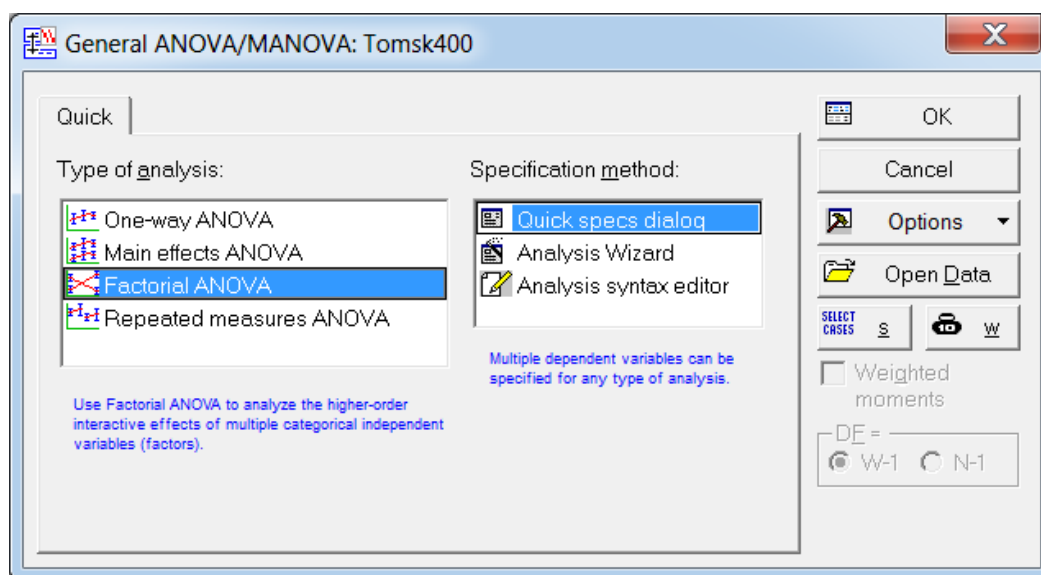 General ANOVA/MANOVA: Tomsk400
X
Quick
Type of analysis:
One-way ANOVA
Main effects ANOVA
Factorial ANOVA
Repeated measures ANOVA
Use Factorial ANOVA to analyze the higher-order
interactive effects of multiple categorical independent
variables (factors).
Specification method:
Quick specs dialog
Analysis Wizard
Analysis syntax editor
Multiple dependent variables can be
specified for any type of analysis.
OK
Cancel
Options
Open Data
SELECT
CASES S
W
Weighted
moments
DF =
W-1 N-1